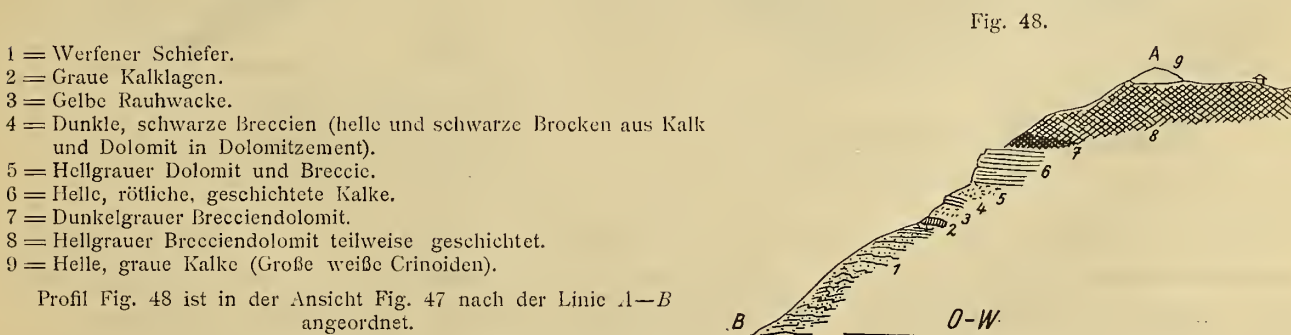 Fig. 48.
1 = Werfener Schiefer.
2 = Graue Kalklagen.
3 = Gelbe Rauhwacke.
4 = Dunkle, schwarze Breccien (helle und schwarze Brocken aus Kalk
und Dolomit in Dolomitzement).
5 = Hellgrauer Dolomit und Breccie.
6 = Helle, rötliche, geschichtete Kalke.
7 = Dunkelgrauer Brecciendolomit.
8 = Hellgrauer Brecciendolomit teilweise geschichtet.
9 = Helle, graue Kalke (Große weiße Crinoiden).
Profil Fig. 48 ist in der Ansicht Fig. 47 nach der Linie A—B
angeordnet.
A 9
8
7
6
5
4
3
2
1
B O-W